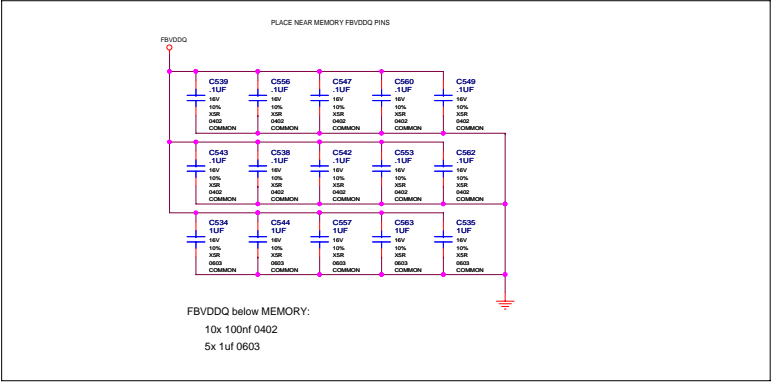 PLACE NEAR MEMORY FBVDDQ PINS
FBVDDQ
C539 C556 C547 C560 C549
.1UF .1UF .1UF .1UF .1UF
16V 16V 16V 16V 16V
10% 10% 10% 10% 10%
X5R X5R X5R X5R X5R
0402 0402 0402 0402 0402
COMMON COMMON COMMON COMMON COMMON
C543 C538 C542 C553 C562
.1UF .1UF .1UF .1UF .1UF
16V 16V 16V 16V 16V
10% 10% 10% 10% 10%
X5R X5R X5R X5R X5R
0402 0402 0402 0402 0402
COMMON COMMON COMMON COMMON COMMON
C534 C544 C557 C563 C535
1UF 1UF 1UF 1UF 1UF
16V 16V 16V 16V 16V
10% 10% 10% 10% 10%
X5R X5R X5R X5R X5R
0603 0603 0603 0603 0603
COMMON COMMON COMMON COMMON COMMON
FBVDDQ below MEMORY:
10x 100nf 0402
5x 1uf 0603